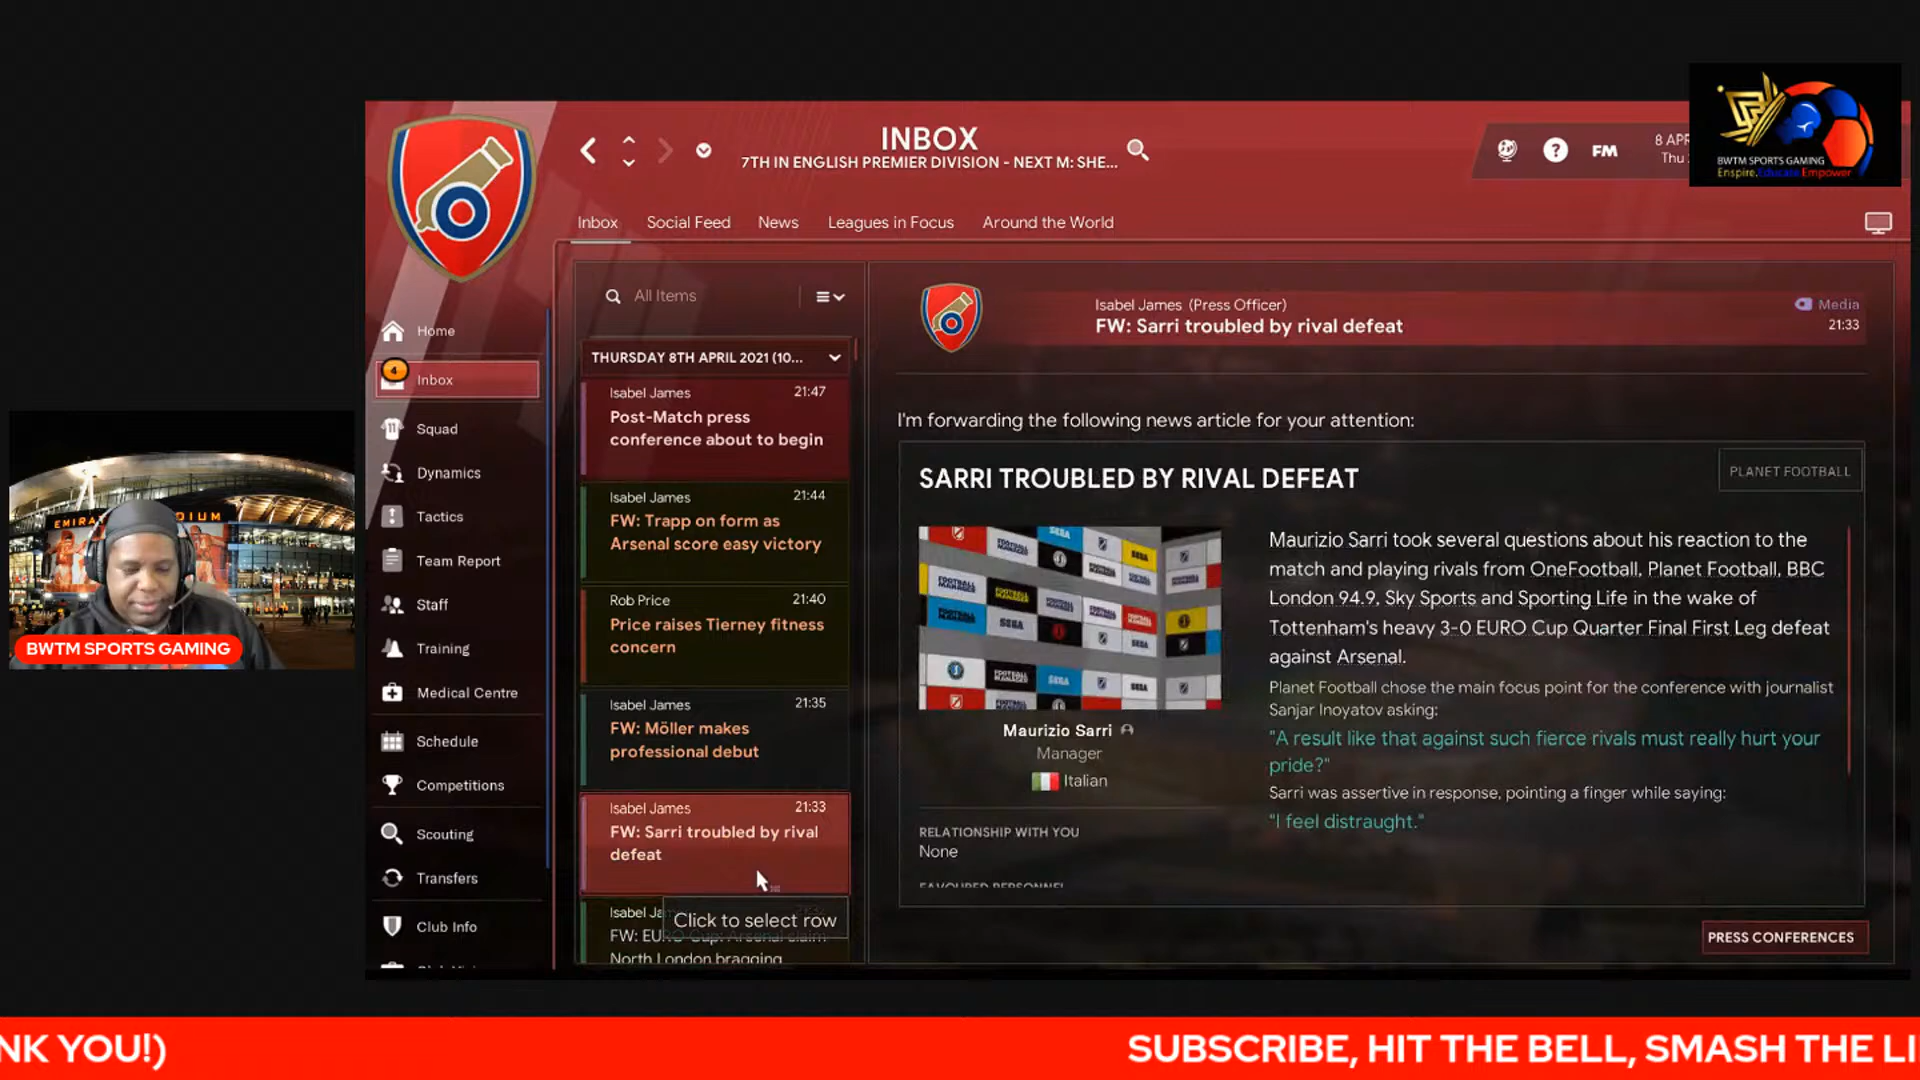 BWTM SPORTS GAMING
Enspire.Educate.Empower
INBOX
7TH IN ENGLISH PREMIER DIVISION - NEXT M: SHE...
FM
8 APR
Thu
Inbox
Social Feed
News
Leagues in Focus
Around the World
Home
4
Inbox
Squad
Dynamics
Tactics
Team Report
Staff
Training
Medical Centre
Schedule
Competitions
Scouting
Transfers
Club Info
All Items
THURSDAY 8TH APRIL 2021 (10...
Isabel James 21:47
Post-Match press
conference about to begin
Isabel James 21:44
FW: Trapp on form as
Arsenal score easy victory
Rob Price 21:40
Price raises Tierney fitness
concern
Isabel James 21:35
FW: Möller makes
professional debut
Isabel James 21:33
FW: Sarri troubled by rival
defeat
Click to select row
Isabel Ja
FW: EURO Cup: Arsenal claim
North London bragging
Isabel James (Press Officer)
FW: Sarri troubled by rival defeat
Media
21:33
I'm forwarding the following news article for your attention:
SARRI TROUBLED BY RIVAL DEFEAT
PLANET FOOTBALL
Maurizio Sarri
Manager
Italian
RELATIONSHIP WITH YOU
None
FAVOURED PERSONNEL
Maurizio Sarri took several questions about his reaction to the
match and playing rivals from OneFootball, Planet Football, BBC
London 94.9, Sky Sports and Sporting Life in the wake of
Tottenham's heavy 3-0 EURO Cup Quarter Final First Leg defeat
against Arsenal.
Planet Football chose the main focus point for the conference with journalist
Sanjar Inoyatov asking:
"A result like that against such fierce rivals must really hurt your
pride?"
Sarri was assertive in response, pointing a finger while saying:
"I feel distraught."
PRESS CONFERENCES
BWTM SPORTS GAMING
NK YOU!)
SUBSCRIBE, HIT THE BELL, SMASH THE LI